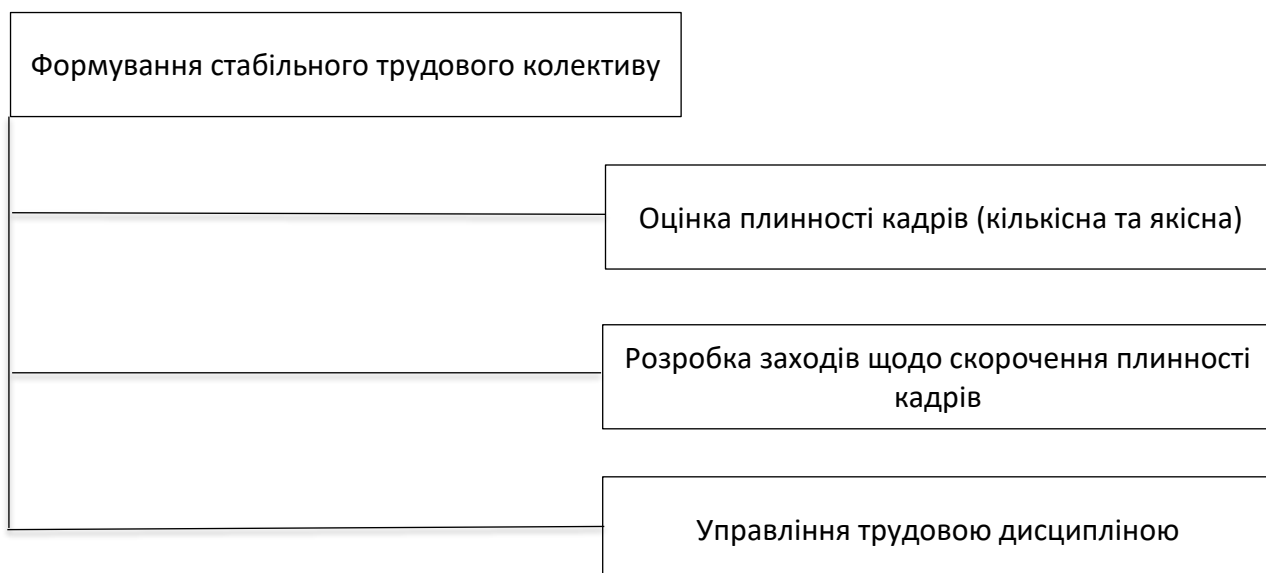 Формування стабільного трудового колективу
Оцінка плинності кадрів (кількісна та якісна)
Розробка заходів щодо скорочення плинності
кадрів
Управління трудовою дисципліною